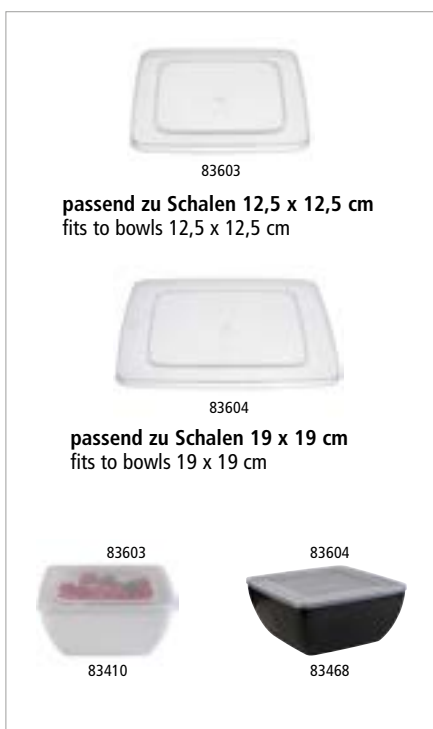 83603
passend zu Schalen 12,5 x 12,5 cm
fits to bowls 12,5 x 12,5 cm
83604
passend zu Schalen 19 x 19 cm
fits to bowls 19 x 19 cm
83603
83604
83410
83468